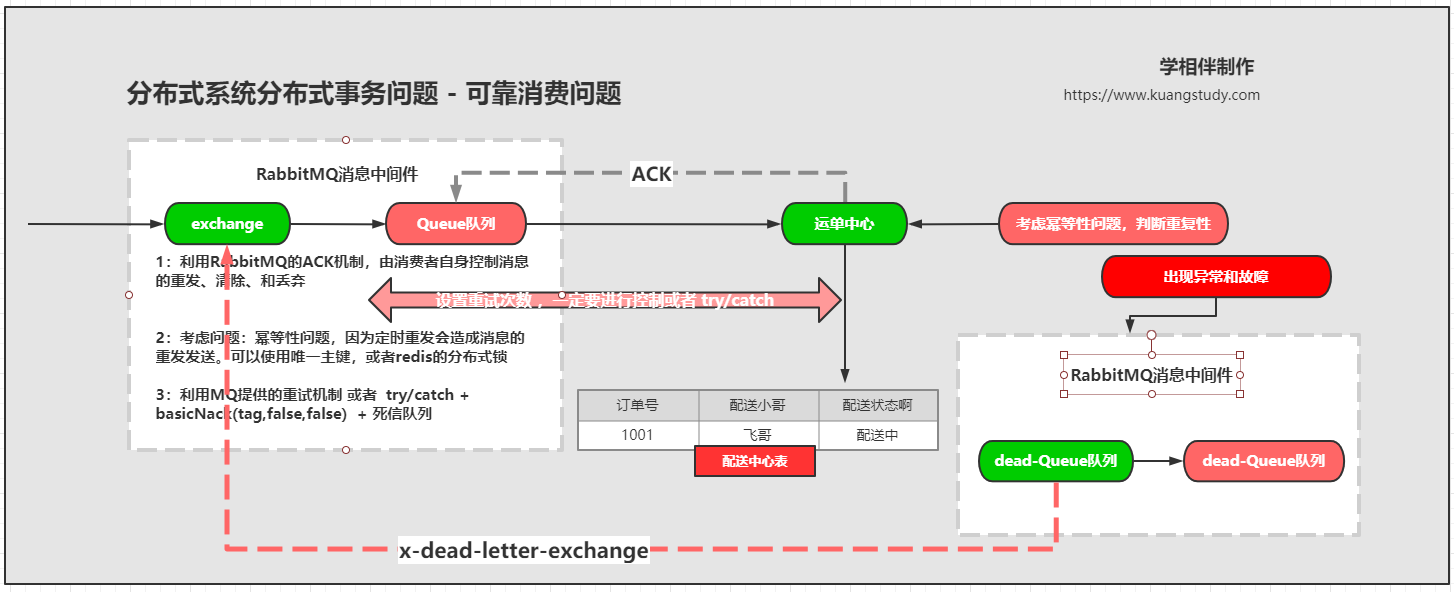 学相伴制作
分布式系统分布式事务问题 - 可靠消费问题
https://www.kuangstudy.com
RabbitMQ消息中间件
ACK
exchange
Queue队列
运单中心
考虑幂等性问题，判断重复性
1：利用RabbitMQ的ACK机制，由消费者自身控制消息
的重发、清除、和丢弃
出现异常和故障
设置重试次数 ，一定要进行控制或者 try/catch
2：考虑问题：幂等性问题，因为定时重发会造成消息的
重发发送。可以使用唯一主键，或者redis的分布式锁
3：利用MQ提供的重试机制 或者 try/catch +
basicNack(tag,false,false) + 死信队列
RabbitMQ消息中间件
订单号 配送小哥 配送状态啊
1001 飞哥 配送中
配送中心表
dead-Queue队列
dead-Queue队列
x-dead-letter-exchange